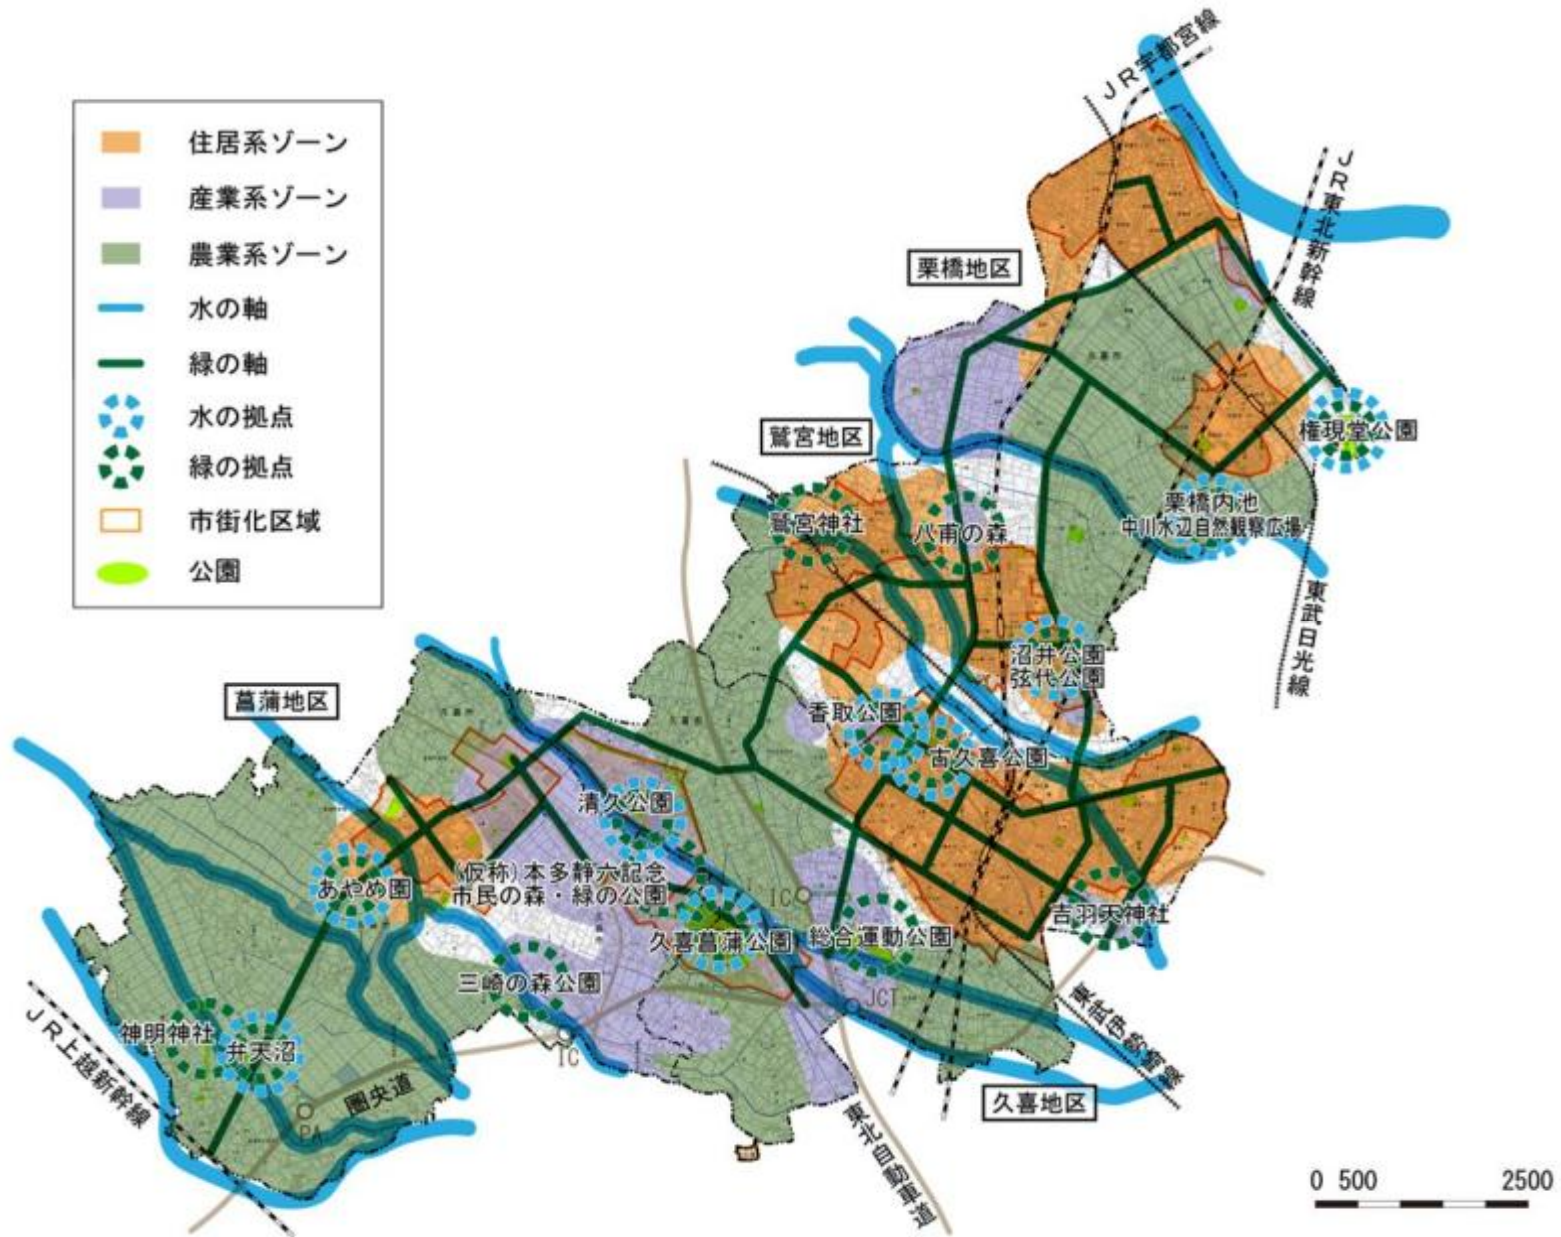 住居系ゾーン
産業系ゾーン
農業系ゾーン
水の軸
緑の軸
水の拠点
緑の拠点
市街化区域
公園
JR宇都宮線
JR東北新幹線
栗橋地区
鷲宮地区
権現堂公園
栗橋内池
中川水辺自然観察広場
鷲宮神社
八甫の森
東武日光線
沼井公園
弦代公園
菖蒲地区
香取公園
古久喜公園
清久公園
(仮称)本多静六記念
市民の森・緑の公園
あやめ園
IC
吉羽天神社
久喜菖蒲公園
総合運動公園
三崎の森公園
JCT
東武伊勢崎線
神明神社
弁天沼
IC
JR上越新幹線
圏央道
PA
久喜地区
東北自動車道
0 500 2500